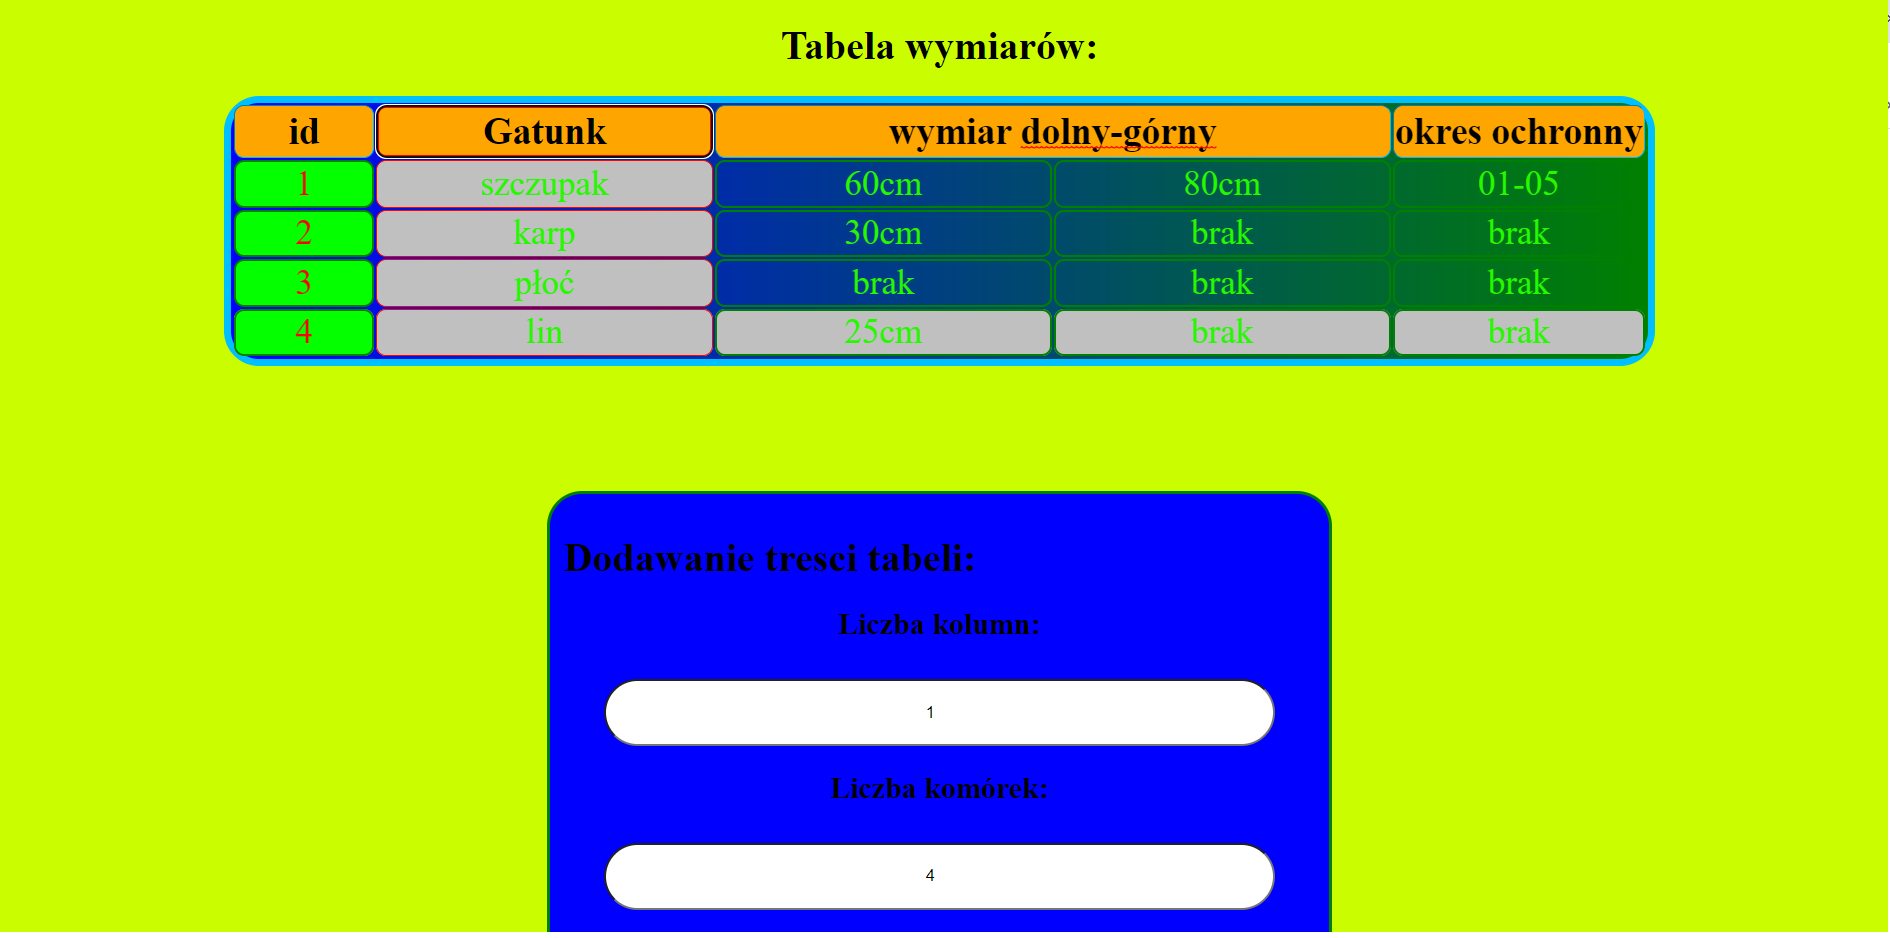 Tabela wymiarów:
id Gatunk wymiar dolny-górny okres ochronny
1 szczupak 60cm 80cm 01-05
2 karp 30cm brak brak
3 płoć brak brak brak
4 lin 25cm brak brak
Dodawanie tresci tabeli:
Liczba kolumn:
1
Liczba komórek:
4